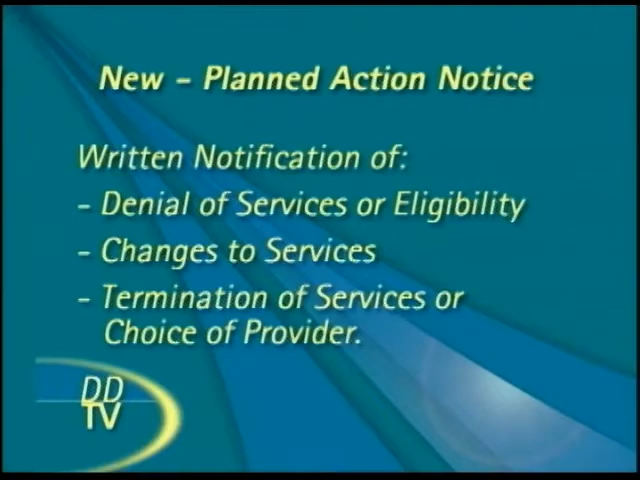 New - Planned Action Notice
Written Notification of:
- Denial of Services or Eligibility
- Changes to Services
- Termination of Services or
Choice of Provider.
DD
TV